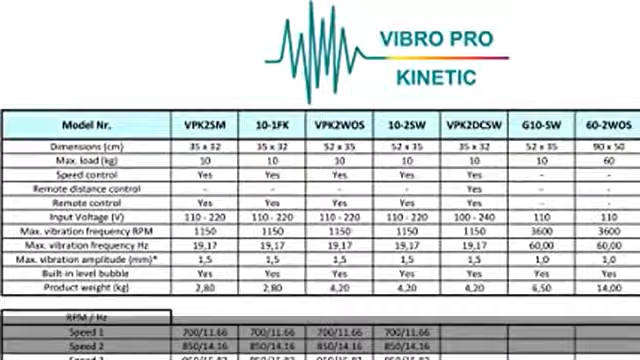 VIBRO PRO
KINETIC
Model Nr. VPK2SM 10-1FK VPK2WOS 10-2SW VPK2DCSW G10-SW 60-2WOS
Dimensions (cm) 35 x 32 35 x 32 52 x 35 52 x 35 35 x 32 52 x 35 90 x 50
Max. load (kg) 10 10 10 10 10 10 60
Speed control Yes Yes Yes Yes Yes - -
Remote distance control - - - - Yes - -
Remote control Yes Yes Yes Yes Yes - -
Input Voltage (V) 110 - 220 110 - 220 110 - 220 110 - 220 100 - 240 110 110
Max. vibration frequency RPM 1150 1150 1150 1150 1150 3600 3600
Max. vibration frequency Hz 19,17 19,17 19,17 19,17 19,17 60,00 60,00
Max. vibration amplitude (mm)* 1,5 1,5 1,5 1,5 1,5 1,0 1,0
Built-in level bubble Yes Yes Yes Yes Yes Yes Yes
Product weight (kg) 2,80 2,80 4,20 4,20 4,20 6,50 14,00
RPM / Hz
Speed 1 700/11.66 700/11.66 700/11.66 700/11.66
Speed 2 850/14.16 850/14.16 850/14.16 850/14.16